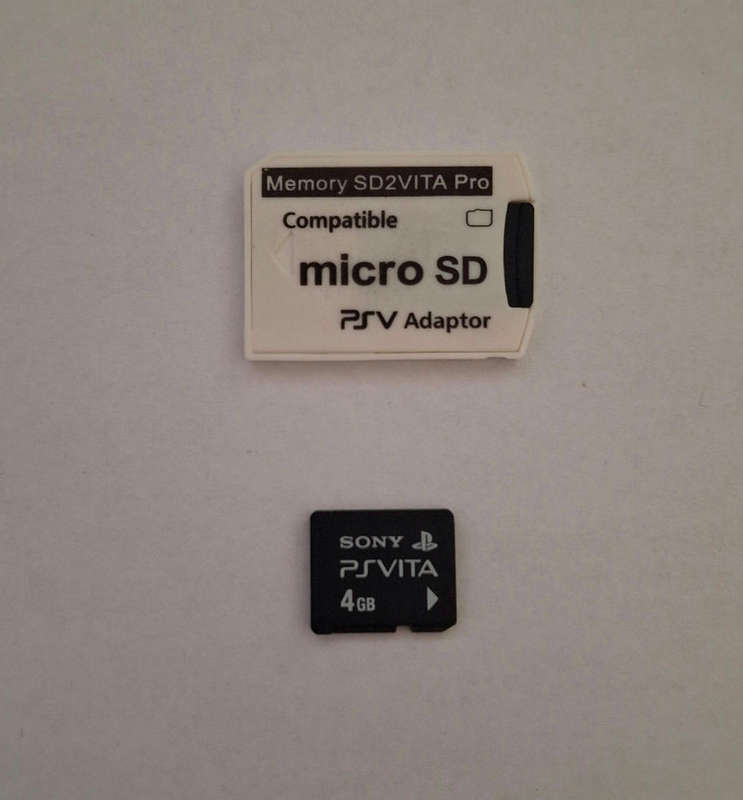 Memory SD2VITA Pro
Compatible
micro SD
PSV Adaptor
SONY
PSVITA
4GB